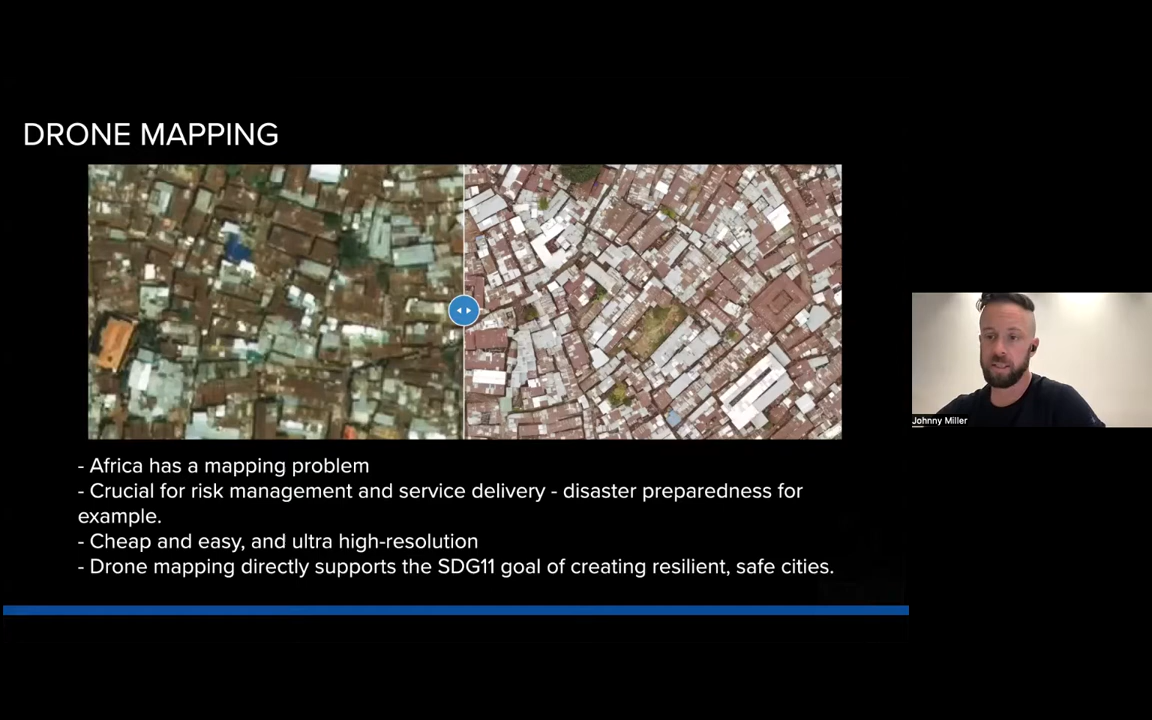 DRONE MAPPING
- Africa has a mapping problem
- Crucial for risk management and service delivery - disaster preparedness for
example.
- Cheap and easy, and ultra high-resolution
- Drone mapping directly supports the SDG11 goal of creating resilient, safe cities.
Johnny Miller